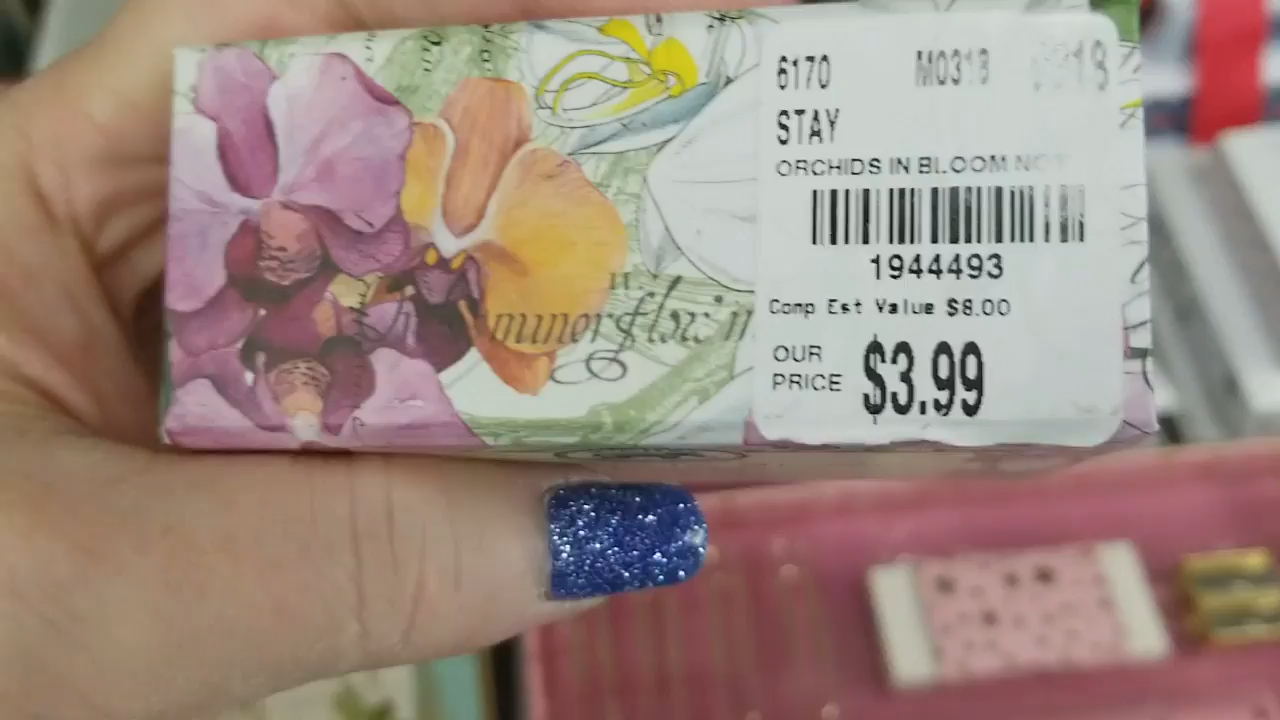 6170 M0318
STAY
ORCHIDS IN BLOOM
1944493
Comp Est Value $8.00
OUR
PRICE $3.99